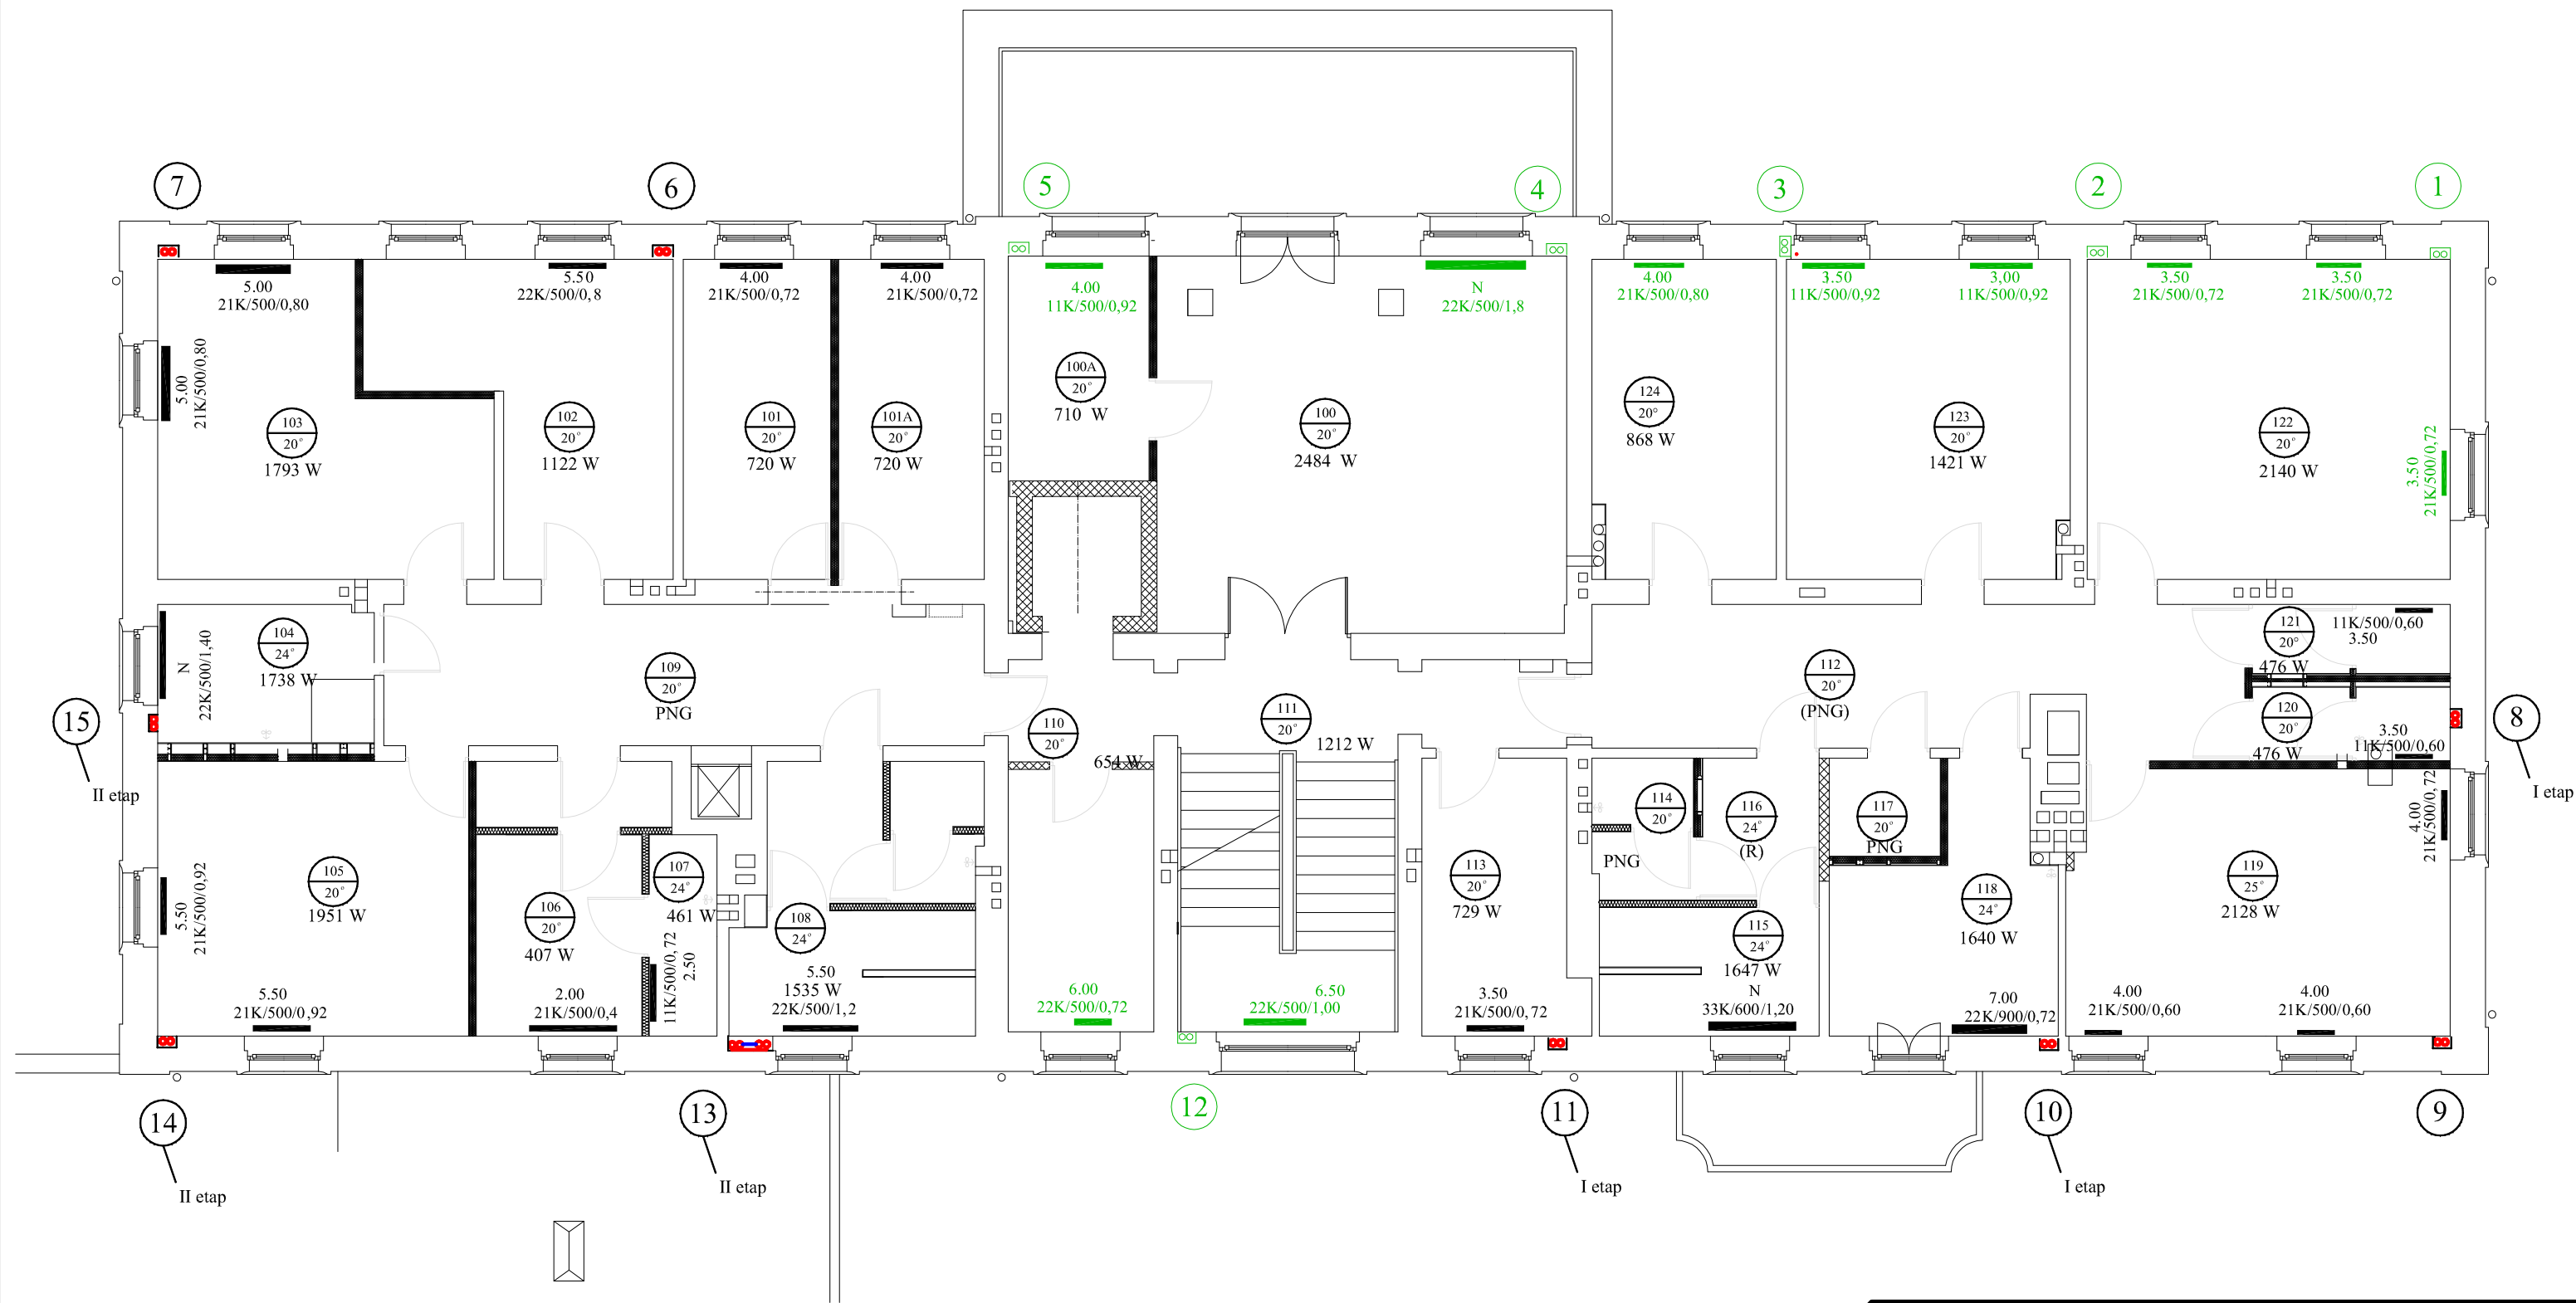 7
6
5
4
3
2
1
5.00
21K/500/0,80
5.50
22K/500/0,8
4.00
21K/500/0,72
4.00
21K/500/0,72
4.00
11K/500/0,92
N
22K/500/1,8
4.00
21K/500/0,80
3.50
11K/500/0,92
3,00
11K/500/0,92
3.50
21K/500/0,72
3.50
21K/500/0,72
5.00
21K/500/0,80
103
20°
1793 W
102
20°
1122 W
101
20°
720 W
101A
20°
720 W
100A
20°
710 W
100
20°
2484 W
124
20°
868 W
123
20°
1421 W
122
20°
2140 W
3.50
21K/500/0,72
N
22K/500/1,40
104
24°
1738 W
109
20°
PNG
110
20°
654 W
111
20°
1212 W
112
20°
(PNG)
121
20°
476 W
11K/500/0,60
3.50
120
20°
476 W
3.50
11K/500/0,60
15
II etap
8
I etap
5.50
21K/500/0,92
105
20°
1951 W
106
20°
407 W
107
24°
461 W
11K/500/0,72
2.50
108
24°
5.50
1535 W
22K/500/1,2
113
20°
729 W
114
20°
PNG
116
24°
(R)
117
20°
PNG
115
24°
1647 W
N
33K/600/1,20
118
24°
1640 W
7.00
22K/900/0,72
119
25°
2128 W
4.00
21K/500/0,72
5.50
21K/500/0,92
2.00
21K/500/0,4
6.00
22K/500/0,72
6.50
22K/500/1,00
3.50
21K/500/0,72
4.00
21K/500/0,60
4.00
21K/500/0,60
14
II etap
13
II etap
12
11
I etap
10
I etap
9